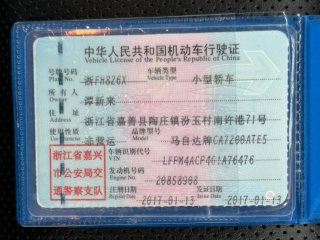 中华人民共和国机动车行驶证
Vehicle License of the People's Republic of China
号牌号码 浙FH826X 车辆类型 小型轿车
Plate No. Vehicle Type
所有人 谭新来
Owner
住址 浙江省嘉善县陶庄镇汾玉村南许港71号
Address
使用性质 非营运 品牌型号 马自达牌CA7200ATE5
浙江省嘉兴
市公安局交
通警察支队
车辆识别代号
VIN
LFPM4ACP4G1A76476
发动机号码 20858998
Engine No.
注册日期 2017-01-13 发证日期 2017-01-13
Register Date Issue Date